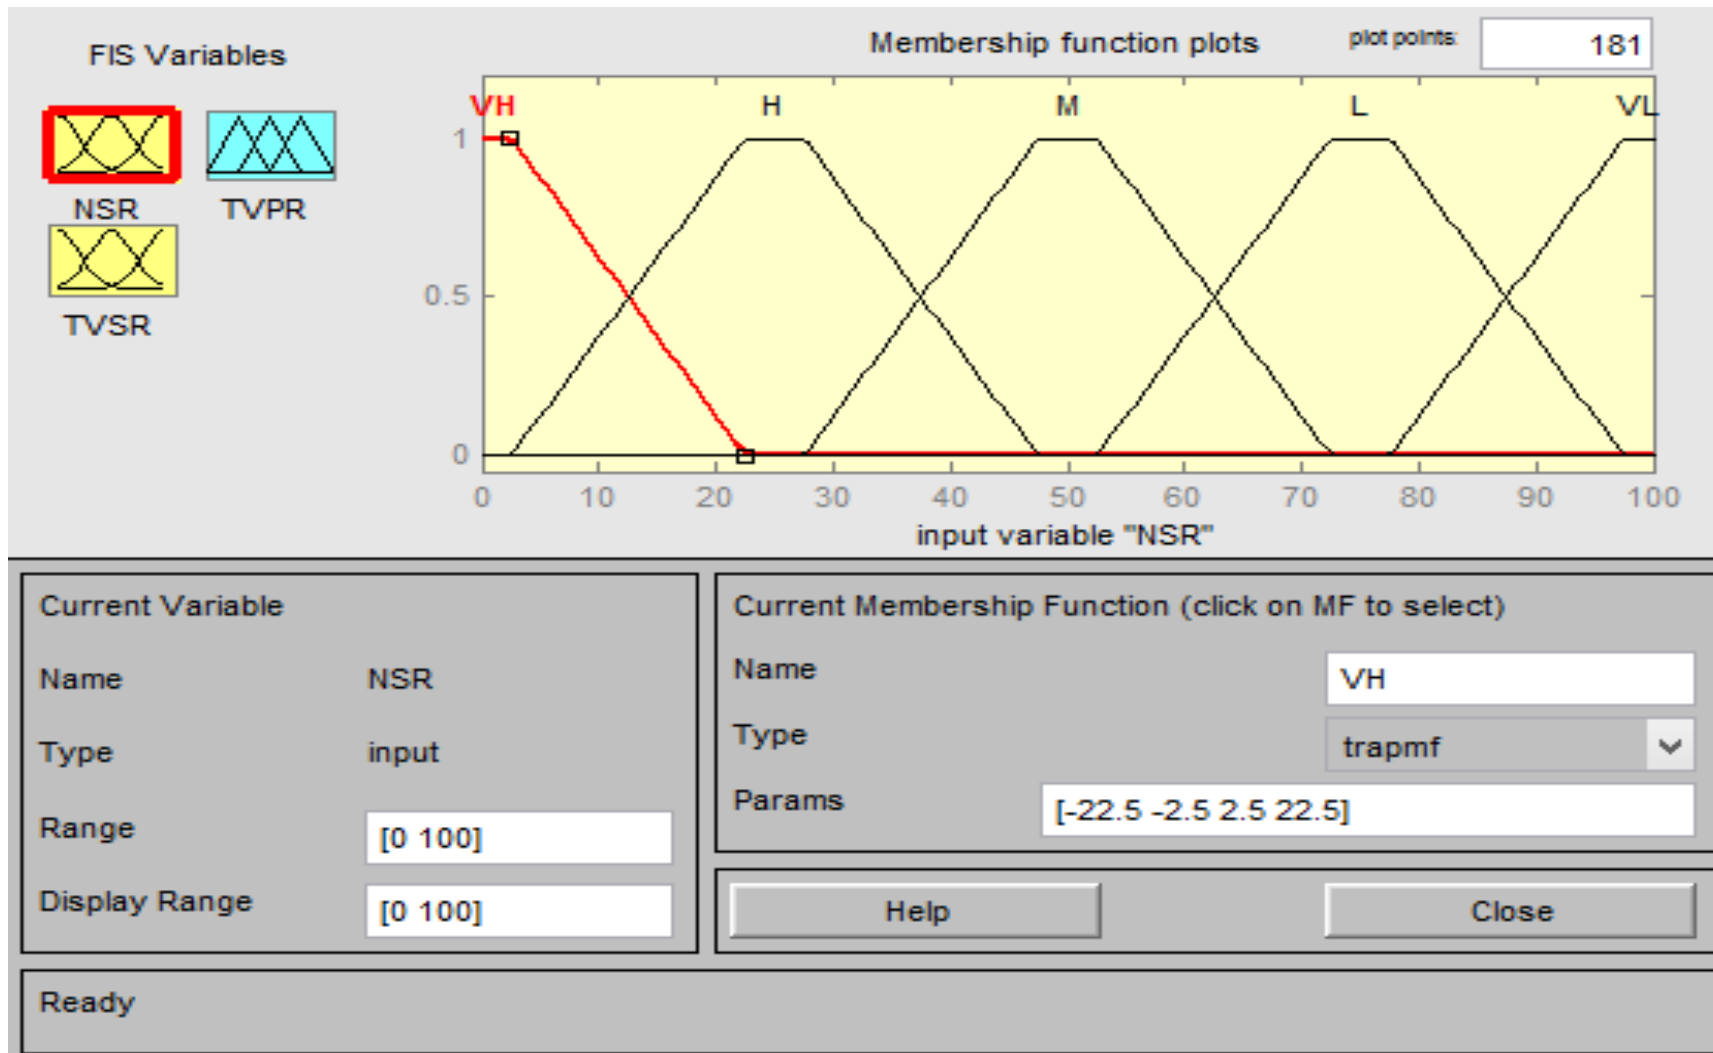 FIS Variables
Membership function plots
plot points:
181
NSR
TVPR
TVSR
VH
H
M
L
VL
1
0.5
0
0
10
20
30
40
50
60
70
80
90
100
input variable "NSR"
Current Variable
Name
NSR
Type
input
Range
[0 100]
Display Range
[0 100]
Current Membership Function (click on MF to select)
Name
VH
Type
trapmf
Params
[-22.5 -2.5 2.5 22.5]
Help
Close
Ready